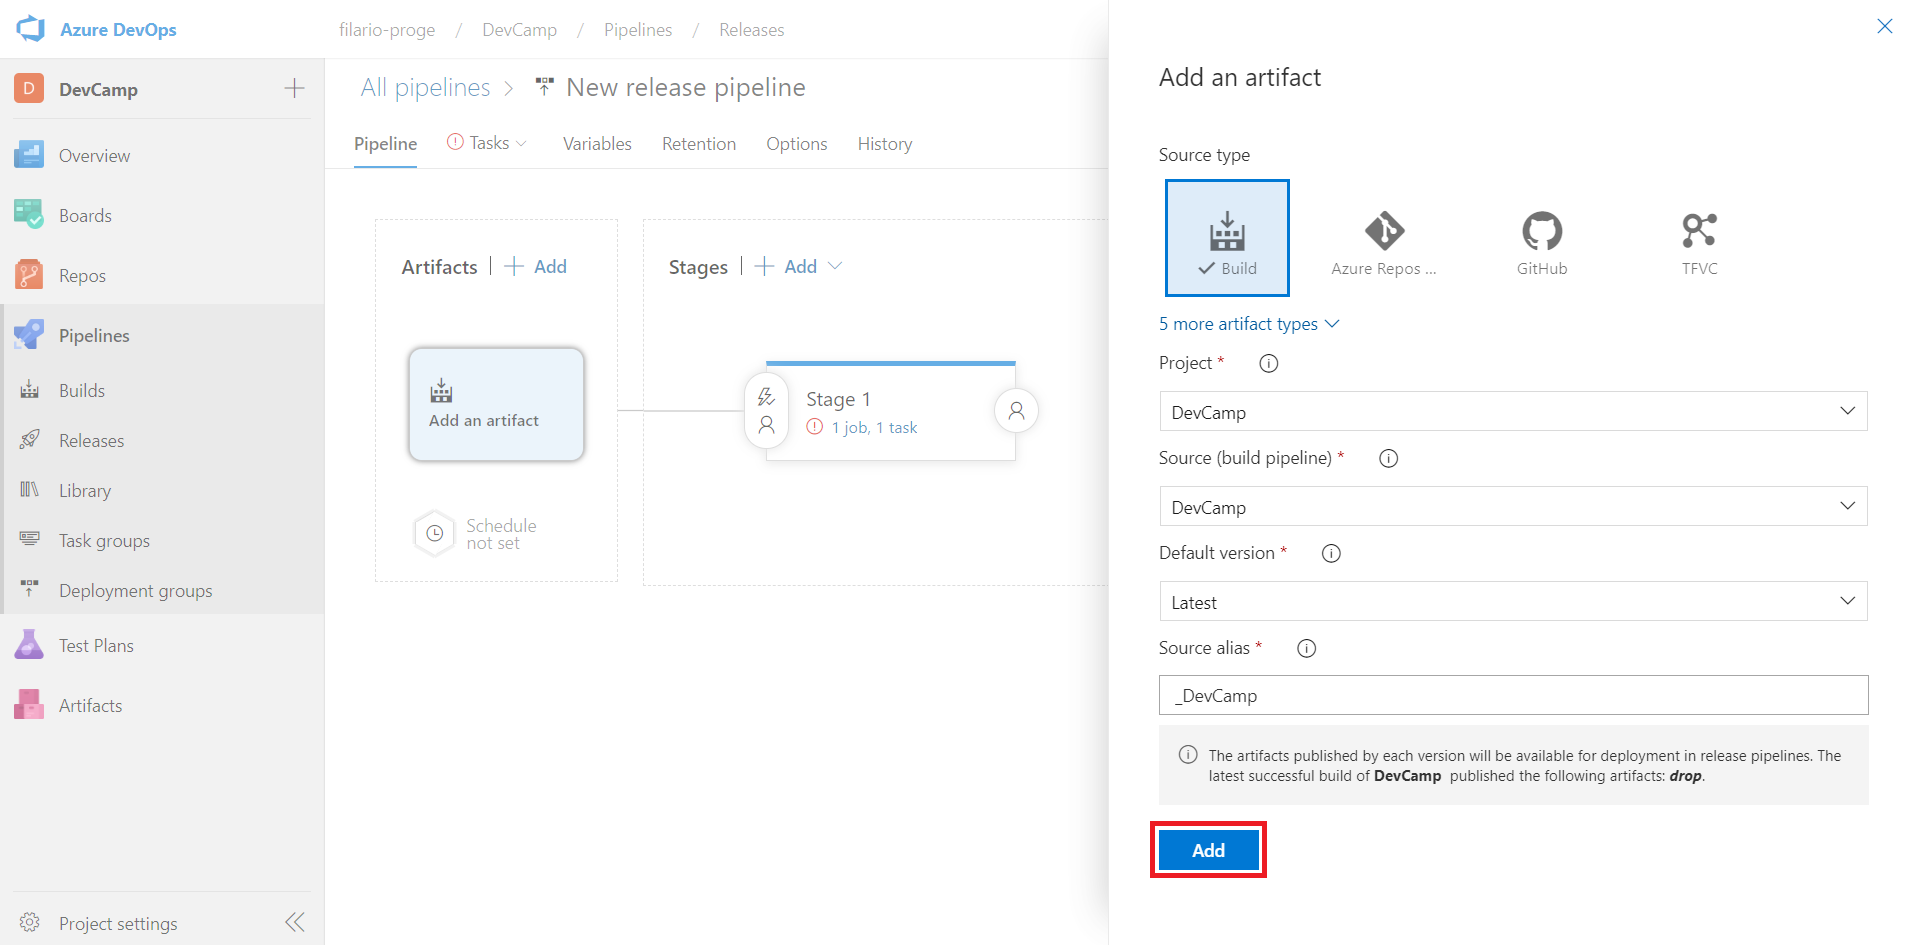 Azure DevOps
filario-proge / DevCamp / Pipelines / Releases
D DevCamp
Overview
Boards
Repos
Pipelines
Builds
Releases
Library
Task groups
Deployment groups
Test Plans
Artifacts
Project settings
All pipelines > New release pipeline
Pipeline Tasks Variables Retention Options History
Artifacts | + Add
Add an artifact
Schedule
not set
Stages | + Add
Stage 1
1 job, 1 task
Add an artifact
Source type
Build Azure Repos ... GitHub TFVC
5 more artifact types
Project *
DevCamp
Source (build pipeline) *
DevCamp
Default version *
Latest
Source alias *
_DevCamp
The artifacts published by each version will be available for deployment in release pipelines. The
latest successful build of DevCamp published the following artifacts: drop.
Add